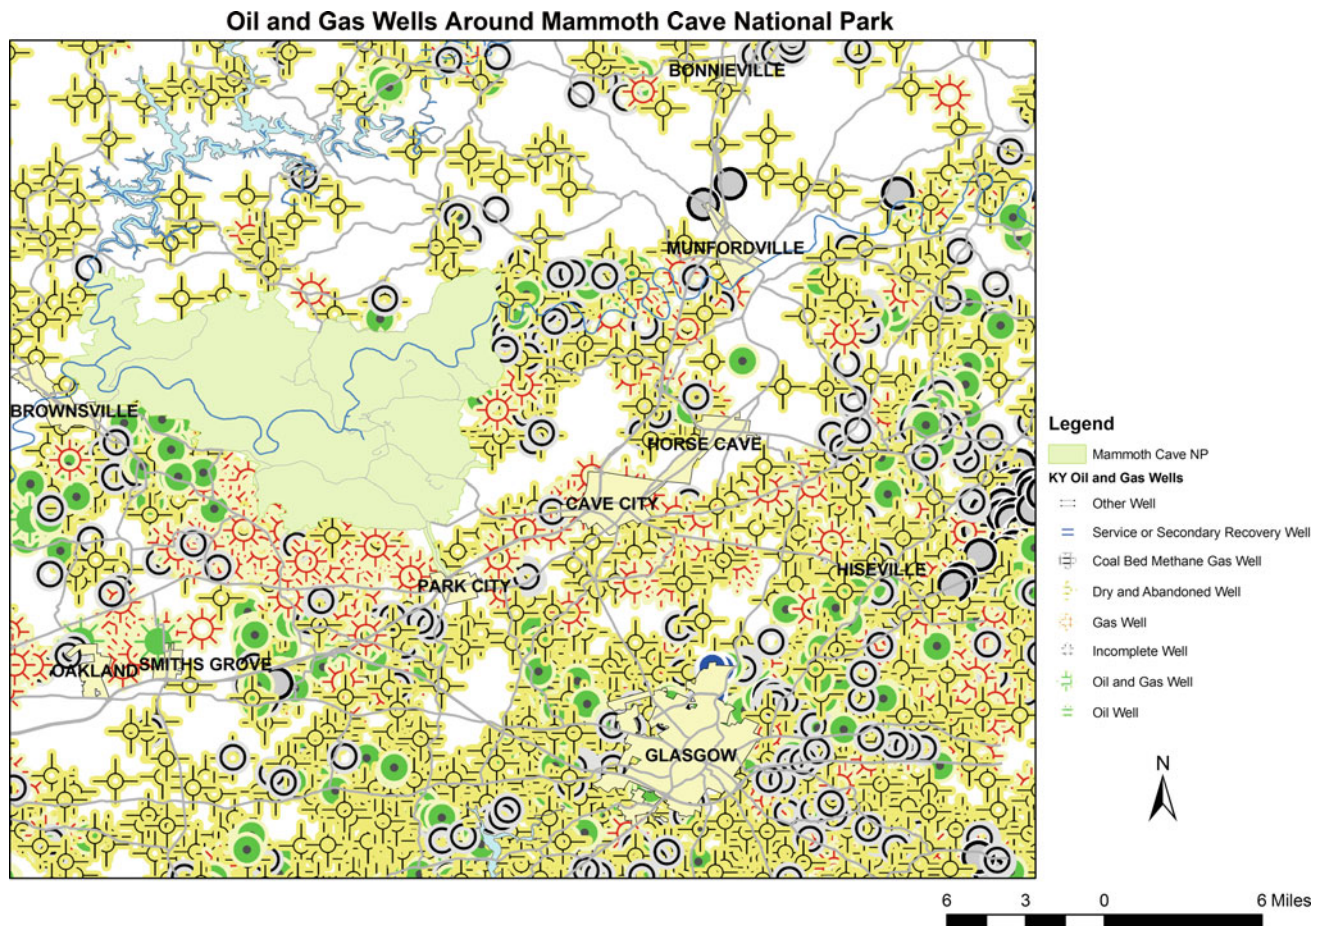 Oil and Gas Wells Around Mammoth Cave National Park
BONNIEVILLE
MUNFORDVILLE
BROWNSVILLE
HORSE CAVE
CAVE CITY
PARK CITY
HISEVILLE
OAKLAND
SMITHS GROVE
GLASGOW
Legend
Mammoth Cave NP
KY Oil and Gas Wells
Other Well
Service or Secondary Recovery Well
Coal Bed Methane Gas Well
Dry and Abandoned Well
Gas Well
Incomplete Well
Oil and Gas Well
Oil Well
N
6 3 0 6 Miles